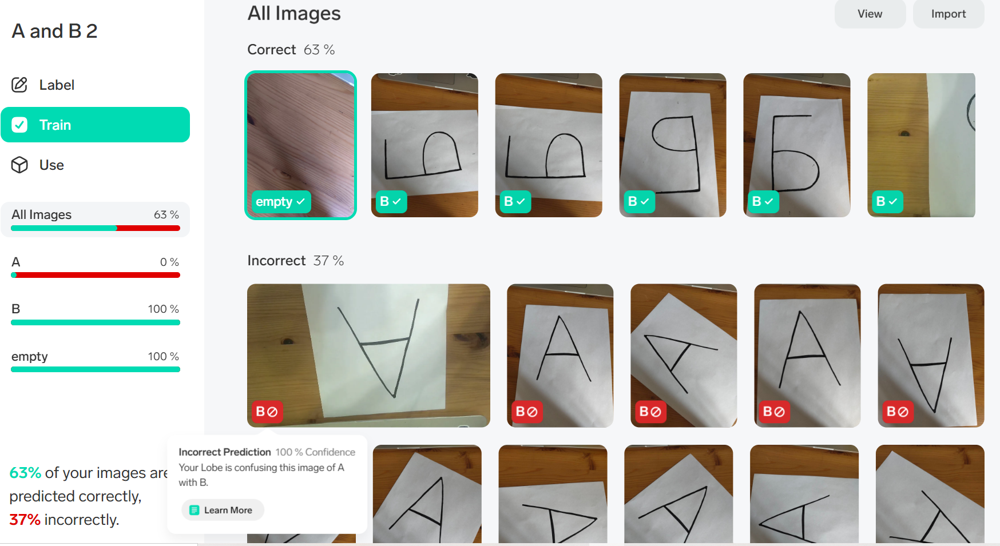 A and B 2
Label
Train
Use
All Images 63 %
A 0 %
B 100 %
empty 100 %
63% of your images are
predicted correctly,
37% incorrectly.
All Images
View
Import
Correct 63 %
empty
B
B
B
Б
B
B
Incorrect 37 %
A
B
A
B
A
B
A
B
A
B
Incorrect Prediction 100 % Confidence
Your Lobe is confusing this image of A
with B.
Learn More
A
A
A
A
A